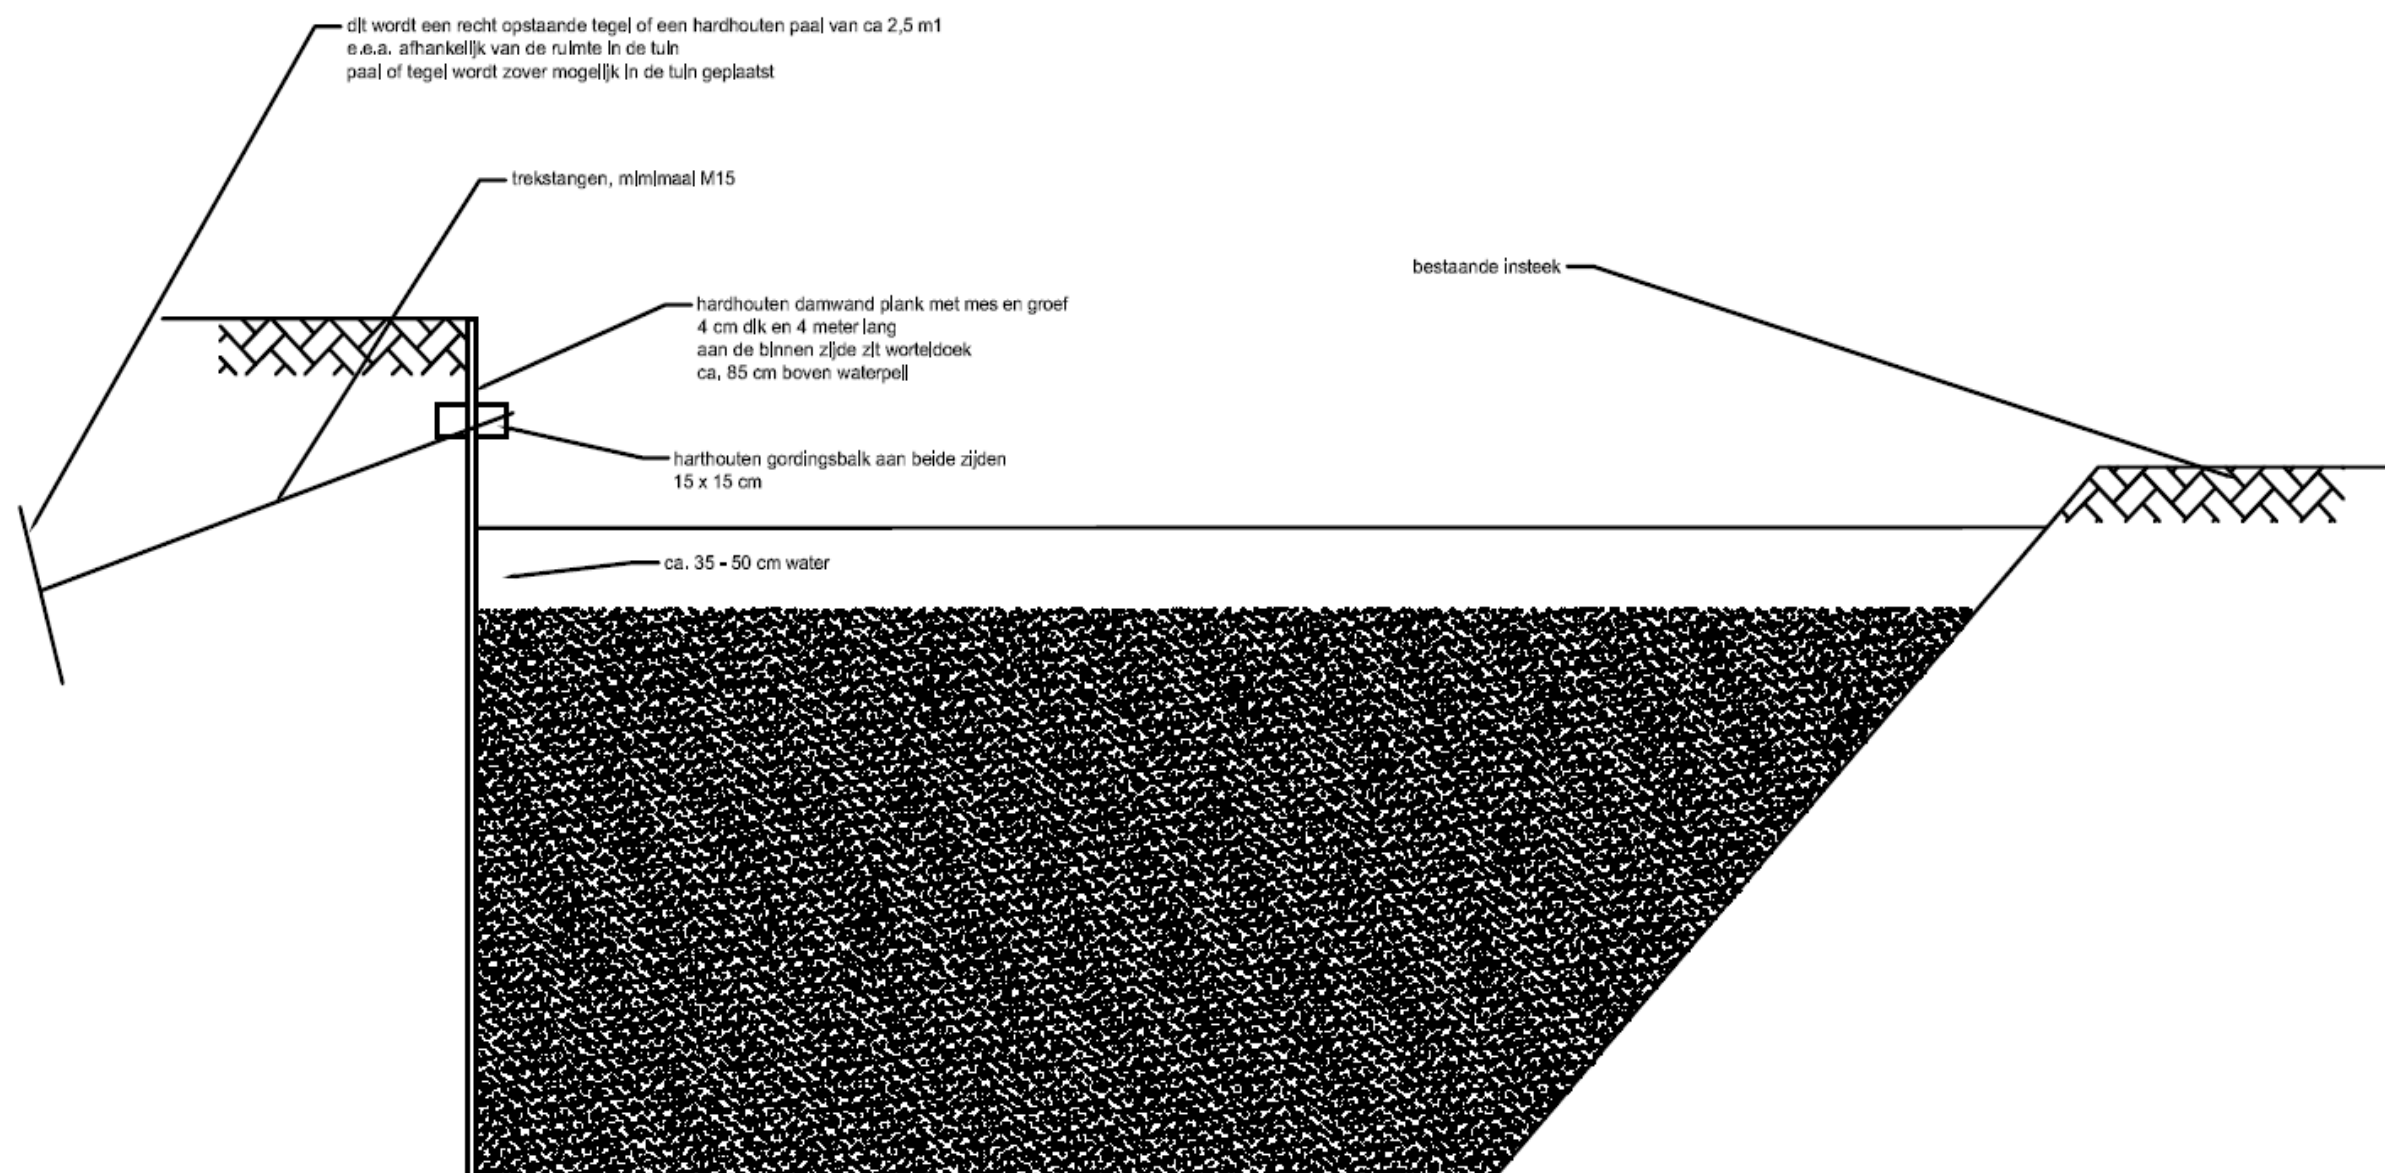 dit wordt een recht opstaande tegel of een hardhouten paal van ca 2,5 m1
e.e.a. afhankelijk van de ruimte in de tuin
paal of tegel wordt zover mogelijk in de tuin geplaatst
trekstangen, mimimaal M15
bestaande insteek
hardhouten damwand plank met mes en groef
4 cm dik en 4 meter lang
aan de binnen zijde zit worteldoek
ca. 85 cm boven waterpeil
harthouten gordingsbalk aan beide zijden
15 x 15 cm
ca. 35 - 50 cm water